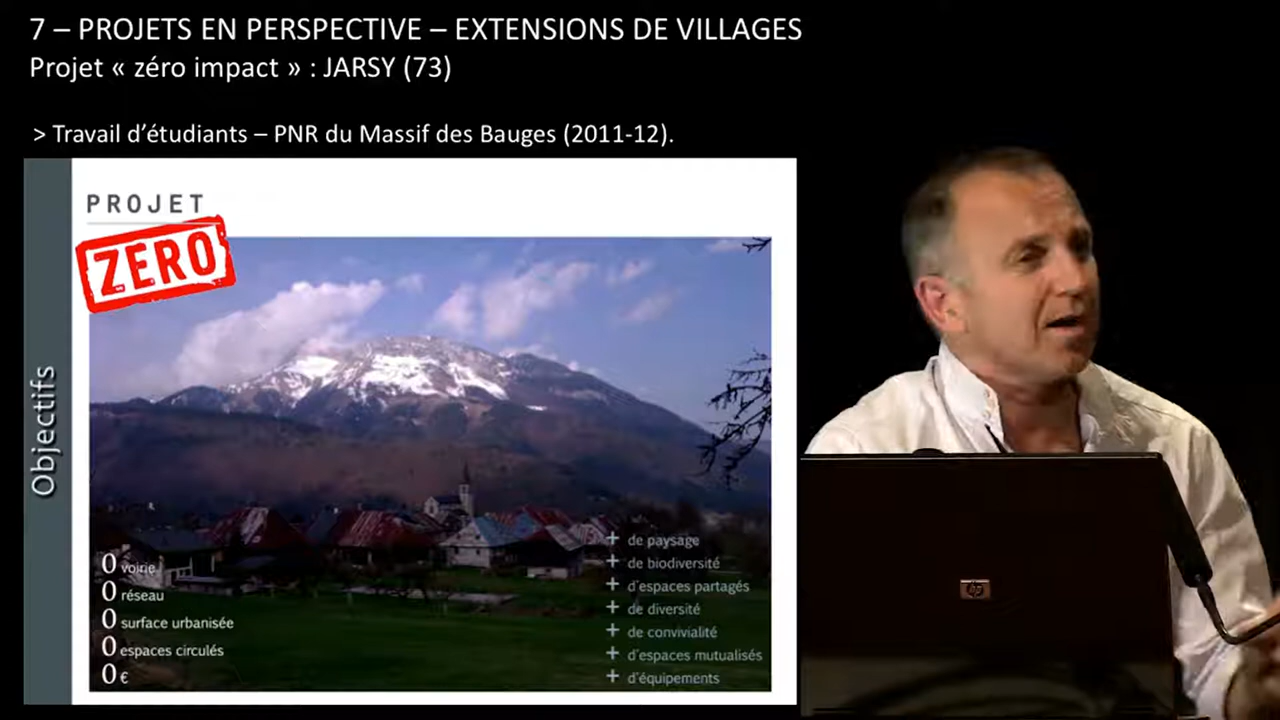 7 – PROJETS EN PERSPECTIVE – EXTENSIONS DE VILLAGES
Projet « zéro impact » : JARSY (73)
> Travail d'étudiants – PNR du Massif des Bauges (2011-12).
Objectifs
PROJET
ZERO
0 voirie
0 réseau
0 surface urbanisée
0 espaces circulés
0 €
+ de paysage
+ de biodiversité
+ d'espaces partagés
+ de diversité
+ de convivialité
+ d'espaces mutualisés
+ d'équipements
hp